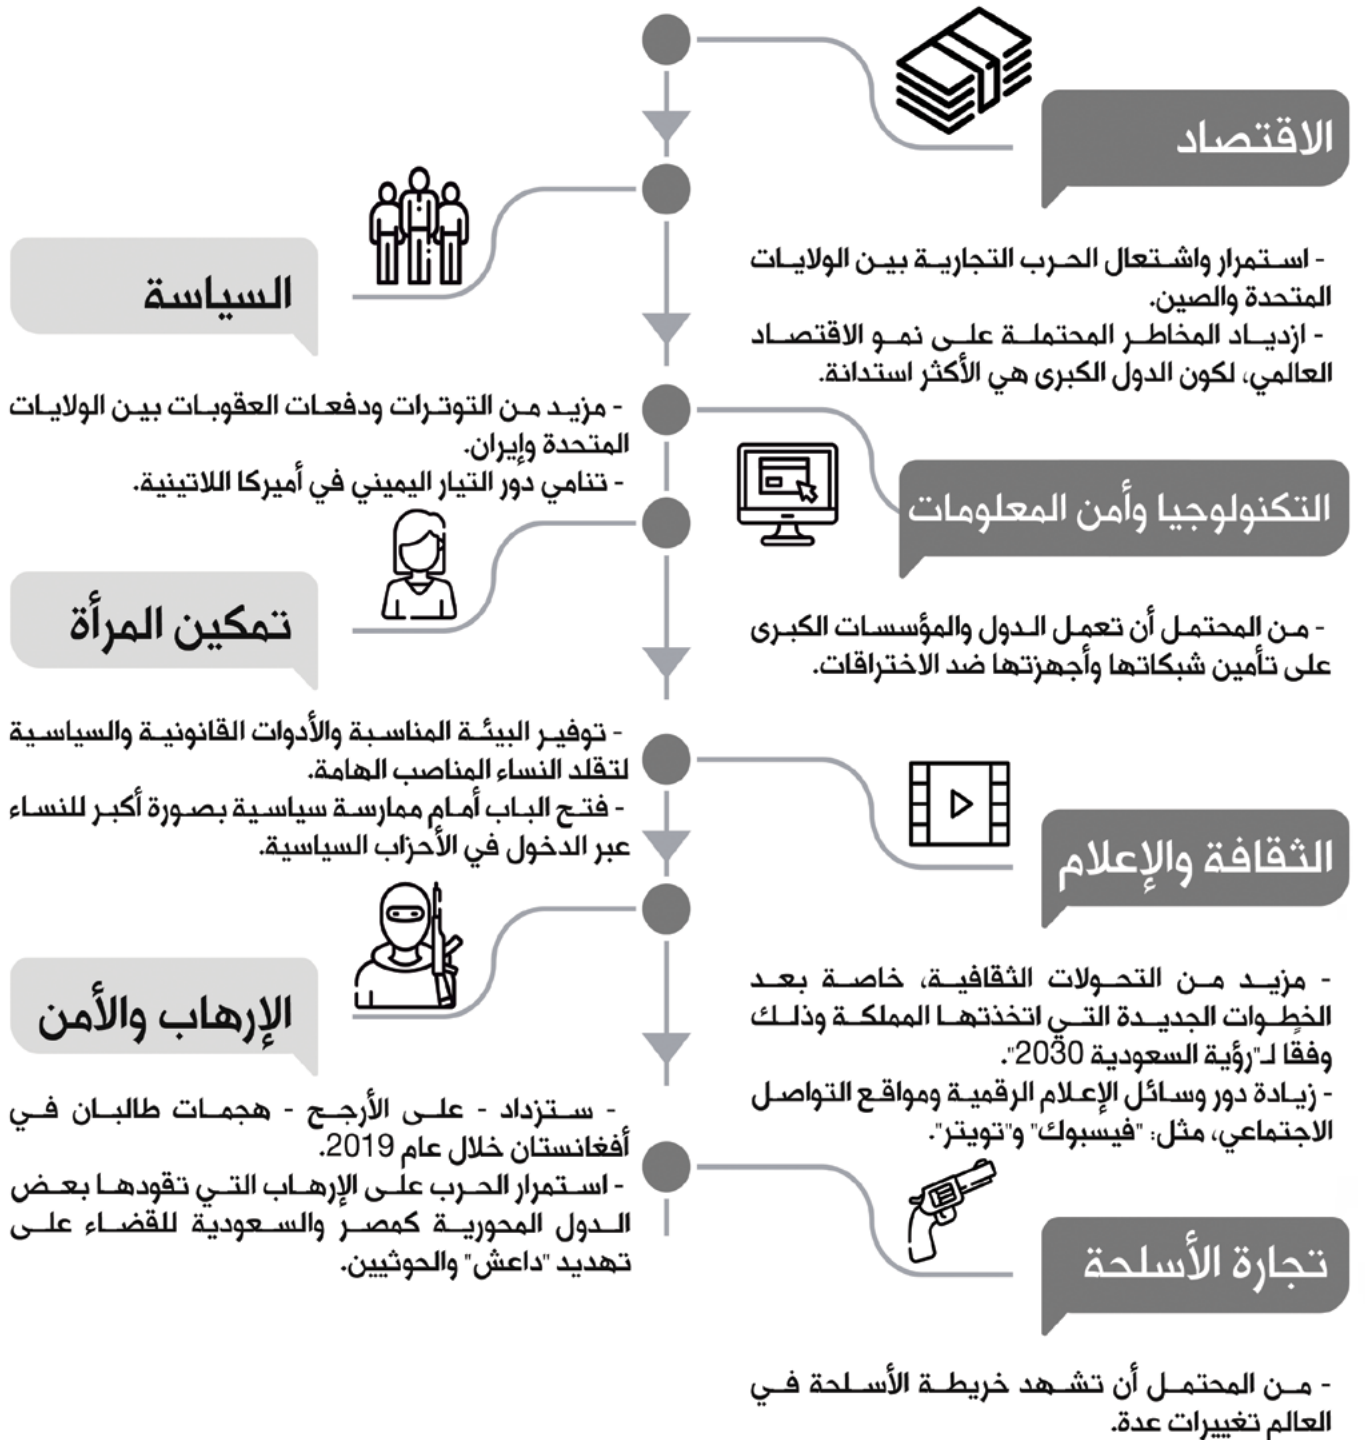 الاقتصاد
- استمرار واشتعال الحرب التجارية بين الولايات
المتحدة والصين.
- ازدياد المخاطر المحتملة على نمو الاقتصاد
العالمي، لكون الدول الكبرى هي الأكثر استدانة.
السياسة
- مزيد من التوترات ودفعات العقوبات بين الولايات
المتحدة وإيران.
- تنامي دور التيار اليميني في أميركا اللاتينية.
التكنولوجيا وأمن المعلومات
- من المحتمل أن تعمل الدول والمؤسسات الكبرى
على تأمين شبكاتها وأجهزتها ضد الاختراقات.
تمكين المرأة
- توفير البيئة المناسبة والأدوات القانونية والسياسية
لتقلد النساء المناصب الهامة.
- فتح الباب أمام ممارسة سياسية بصورة أكبر للنساء
عبر الدخول في الأحزاب السياسية.
الثقافة والإعلام
- مزيد من التحولات الثقافية، خاصة بعد
الخطوات الجديدة التي اتخذتها المملكة وذلك
وفقًا لـ"رؤية السعودية 2030".
- زيادة دور وسائل الإعلام الرقمية ومواقع التواصل
الاجتماعي، مثل: "فيسبوك" و"تويتر".
الإرهاب والأمن
- ستزداد - على الأرجح - هجمات طالبان في
أفغانستان خلال عام 2019.
- استمرار الحرب على الإرهاب التي تقودها بعض
الدول المحورية كمصر والسعودية للقضاء على
تهديد "داعش" والحوثيين.
تجارة الأسلحة
- من المحتمل أن تشهد خريطة الأسلحة في
العالم تغييرات عدة.